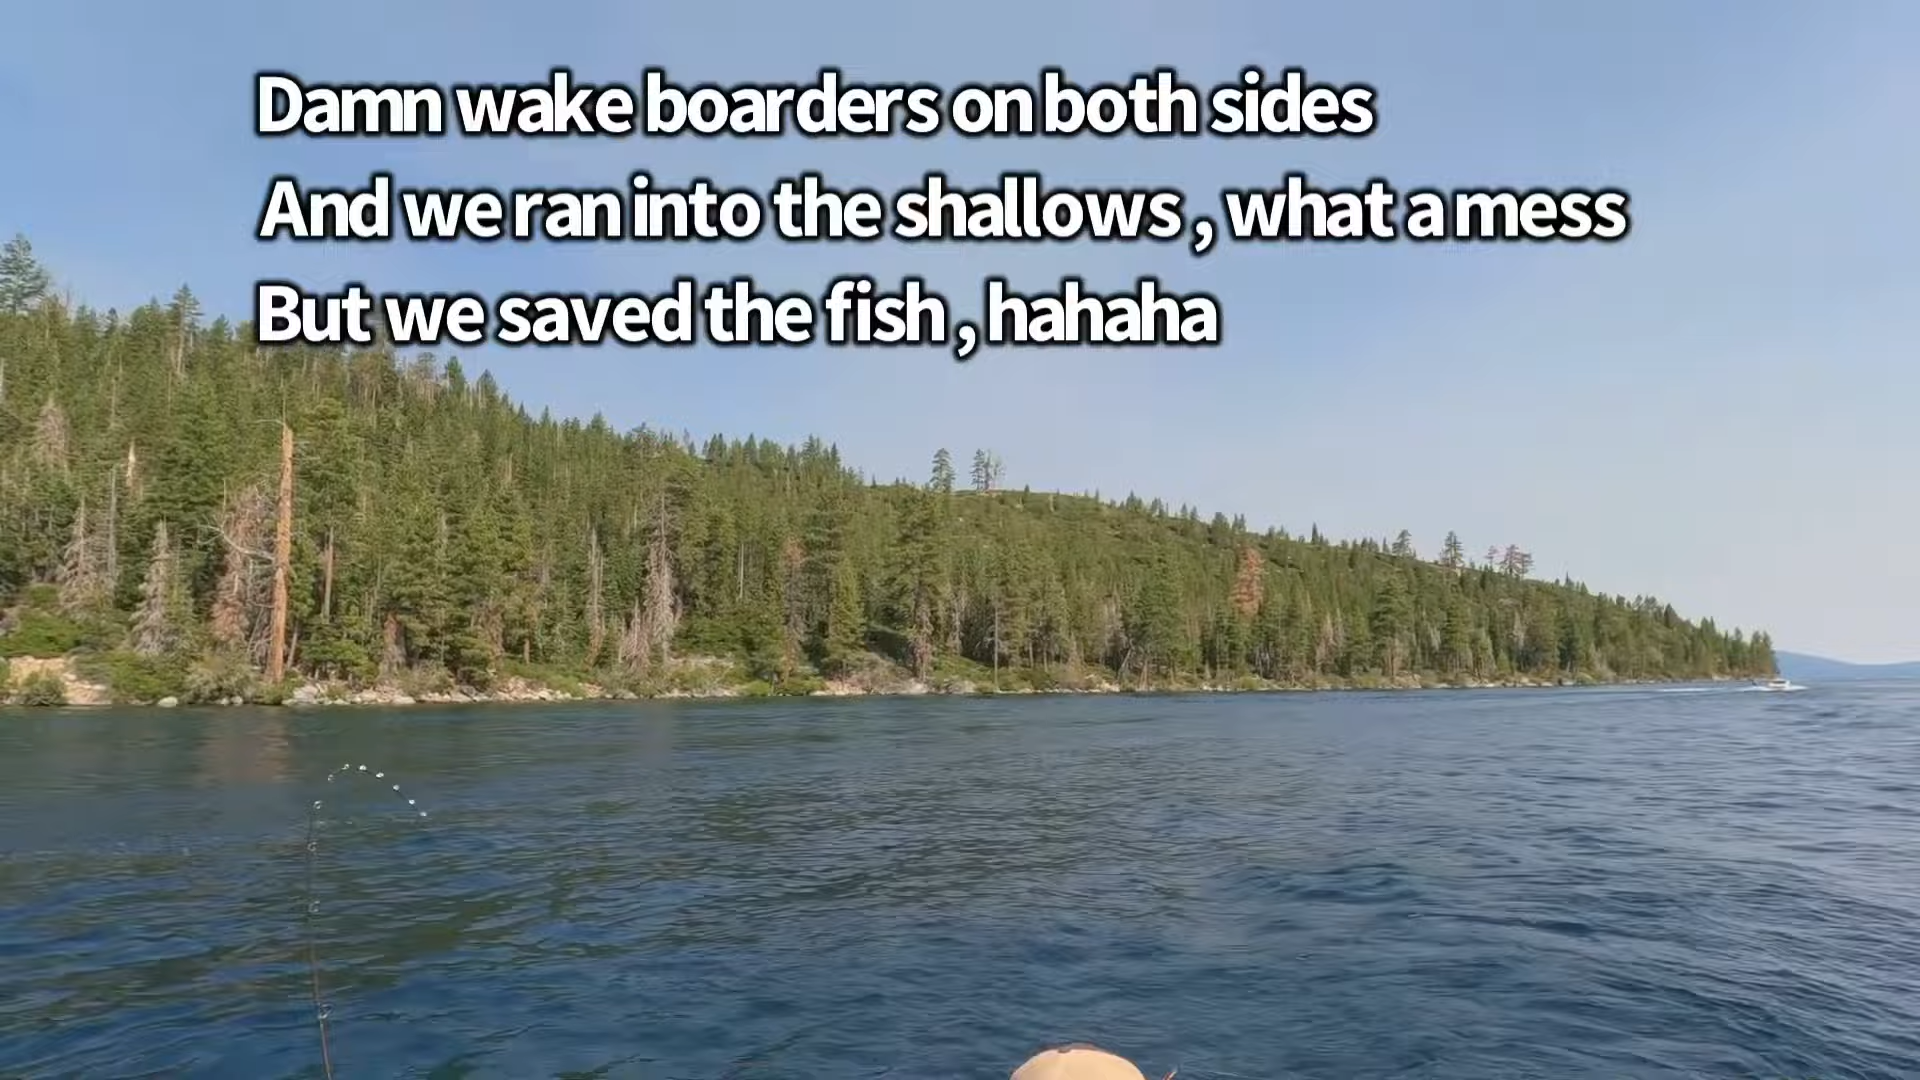 Damn wake boarders on both sides
And we ran into the shallows , what a mess
But we saved the fish , hahaha